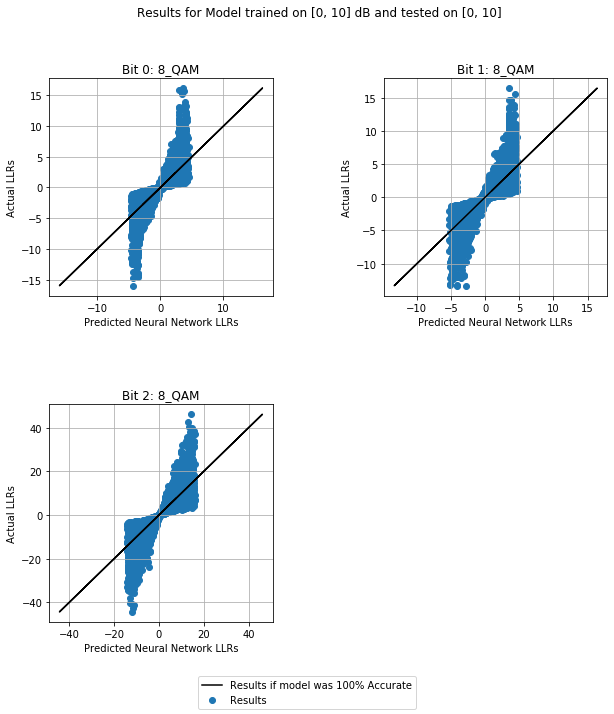 Results for Model trained on [0, 10] dB and tested on [0, 10]
Bit 0: 8_QAM
15
10
5
0
−5
−10
−15
Actual LLRs
−10 0 10
Predicted Neural Network LLRs
Bit 1: 8_QAM
15
10
5
0
−5
−10
Actual LLRs
−10 −5 0 5 10 15
Predicted Neural Network LLRs
Bit 2: 8_QAM
40
20
0
−20
−40
Actual LLRs
−40 −20 0 20 40
Predicted Neural Network LLRs
Results if model was 100% Accurate
Results